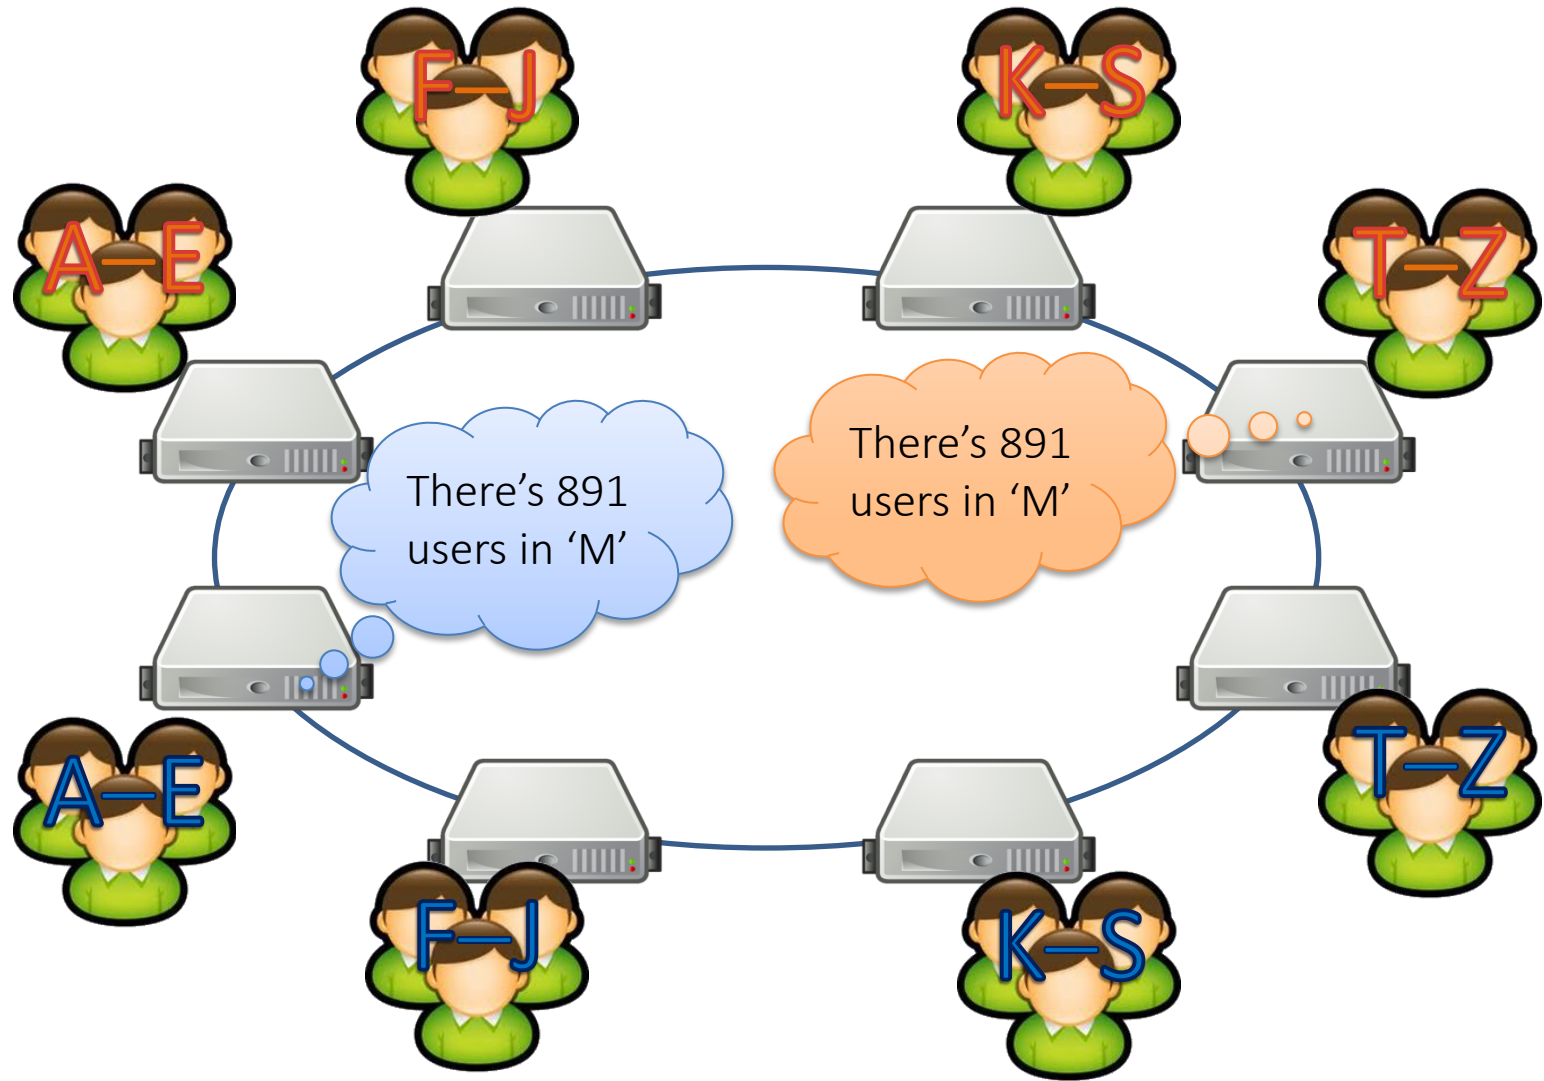 F–J
K–S
A–E
T–Z
There’s 891
users in ‘M’
There’s 891
users in ‘M’
A–E
T–Z
F–J
K–S